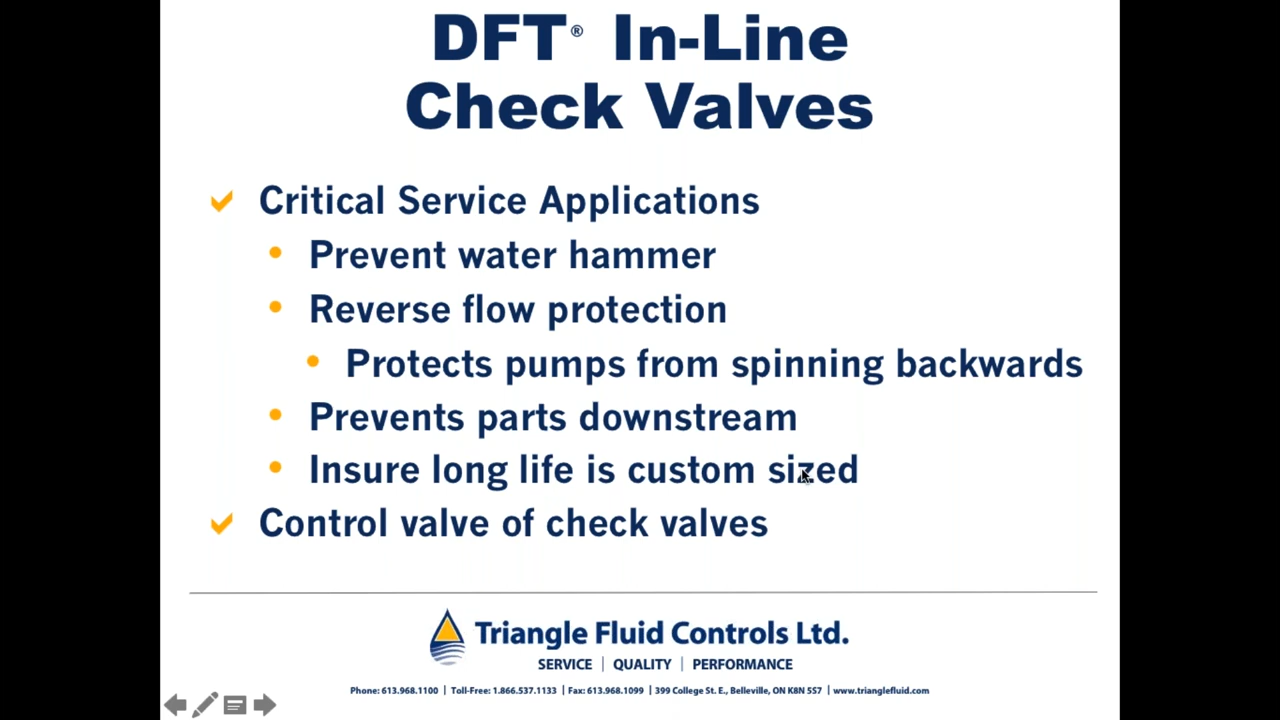 DFT® In-Line
Check Valves
Critical Service Applications
Prevent water hammer
Reverse flow protection
Protects pumps from spinning backwards
Prevents parts downstream
Insure long life is custom sized
Control valve of check valves
Triangle Fluid Controls Ltd.
SERVICE | QUALITY | PERFORMANCE
Phone: 613.968.1100 | Toll-Free: 1.866.537.1133 | Fax: 613.968.1099 | 399 College St. E., Belleville, ON K8N 5S7 | www.trianglefluid.com